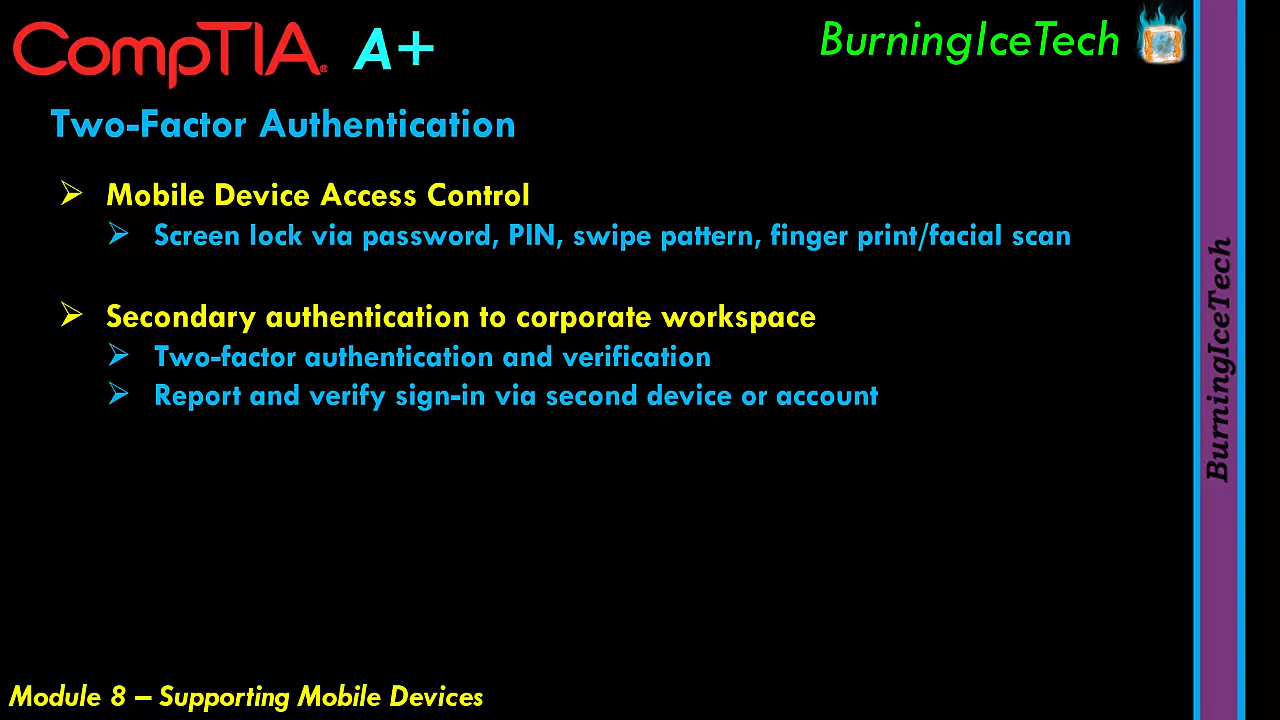 CompTIA® A+
BurningIceTech
Two-Factor Authentication
Mobile Device Access Control
Screen lock via password, PIN, swipe pattern, finger print/facial scan
Secondary authentication to corporate workspace
Two-factor authentication and verification
Report and verify sign-in via second device or account
BurningIceTech
Module 8 – Supporting Mobile Devices